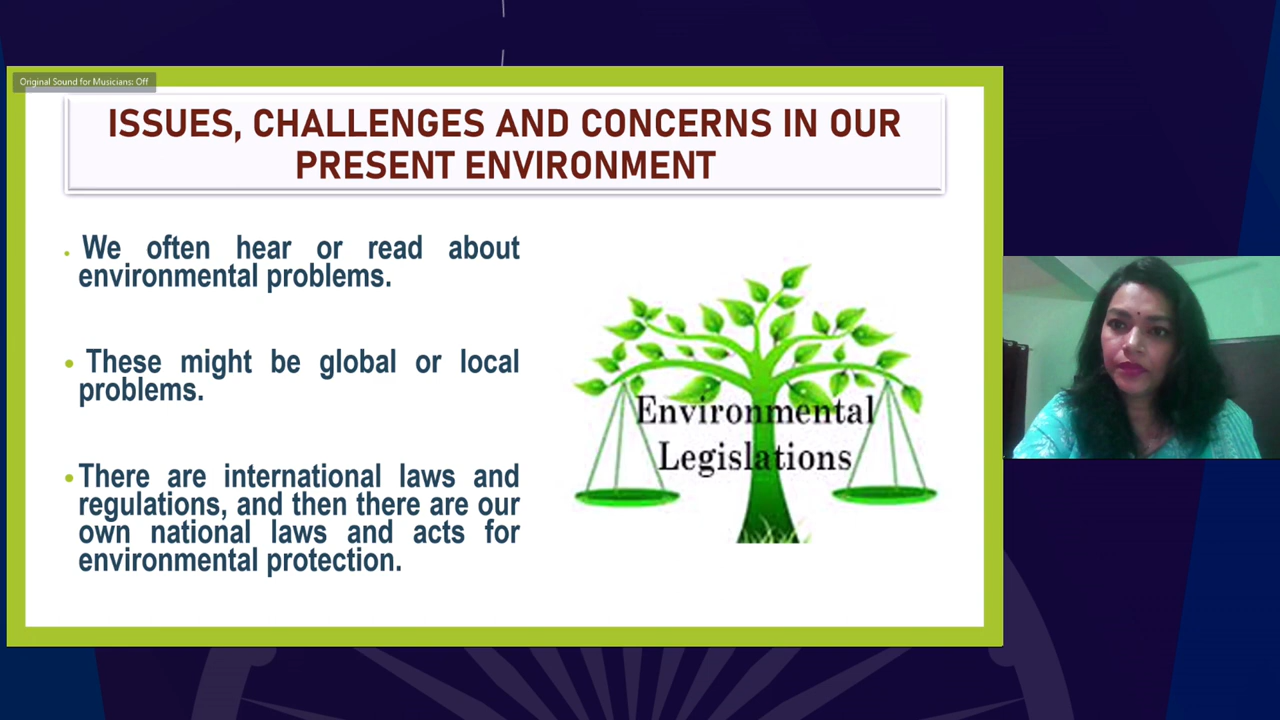 Original Sound for Musicians: Off
ISSUES, CHALLENGES AND CONCERNS IN OUR
PRESENT ENVIRONMENT
• We often hear or read about
environmental problems.
• These might be global or local
problems.
• There are international laws and
regulations, and then there are our
own national laws and acts for
environmental protection.
Environmental
Legislations